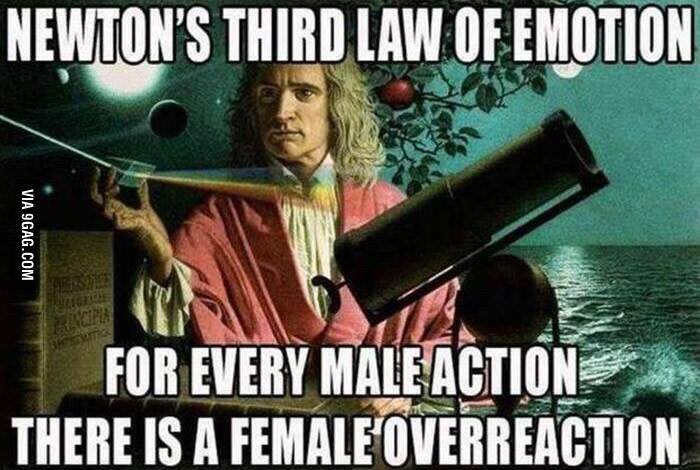 NEWTON'S THIRD LAW OF EMOTION
VIA 9GAG.COM
PRINCIPIA
FOR EVERY MALE ACTION
THERE IS A FEMALE OVERREACTION